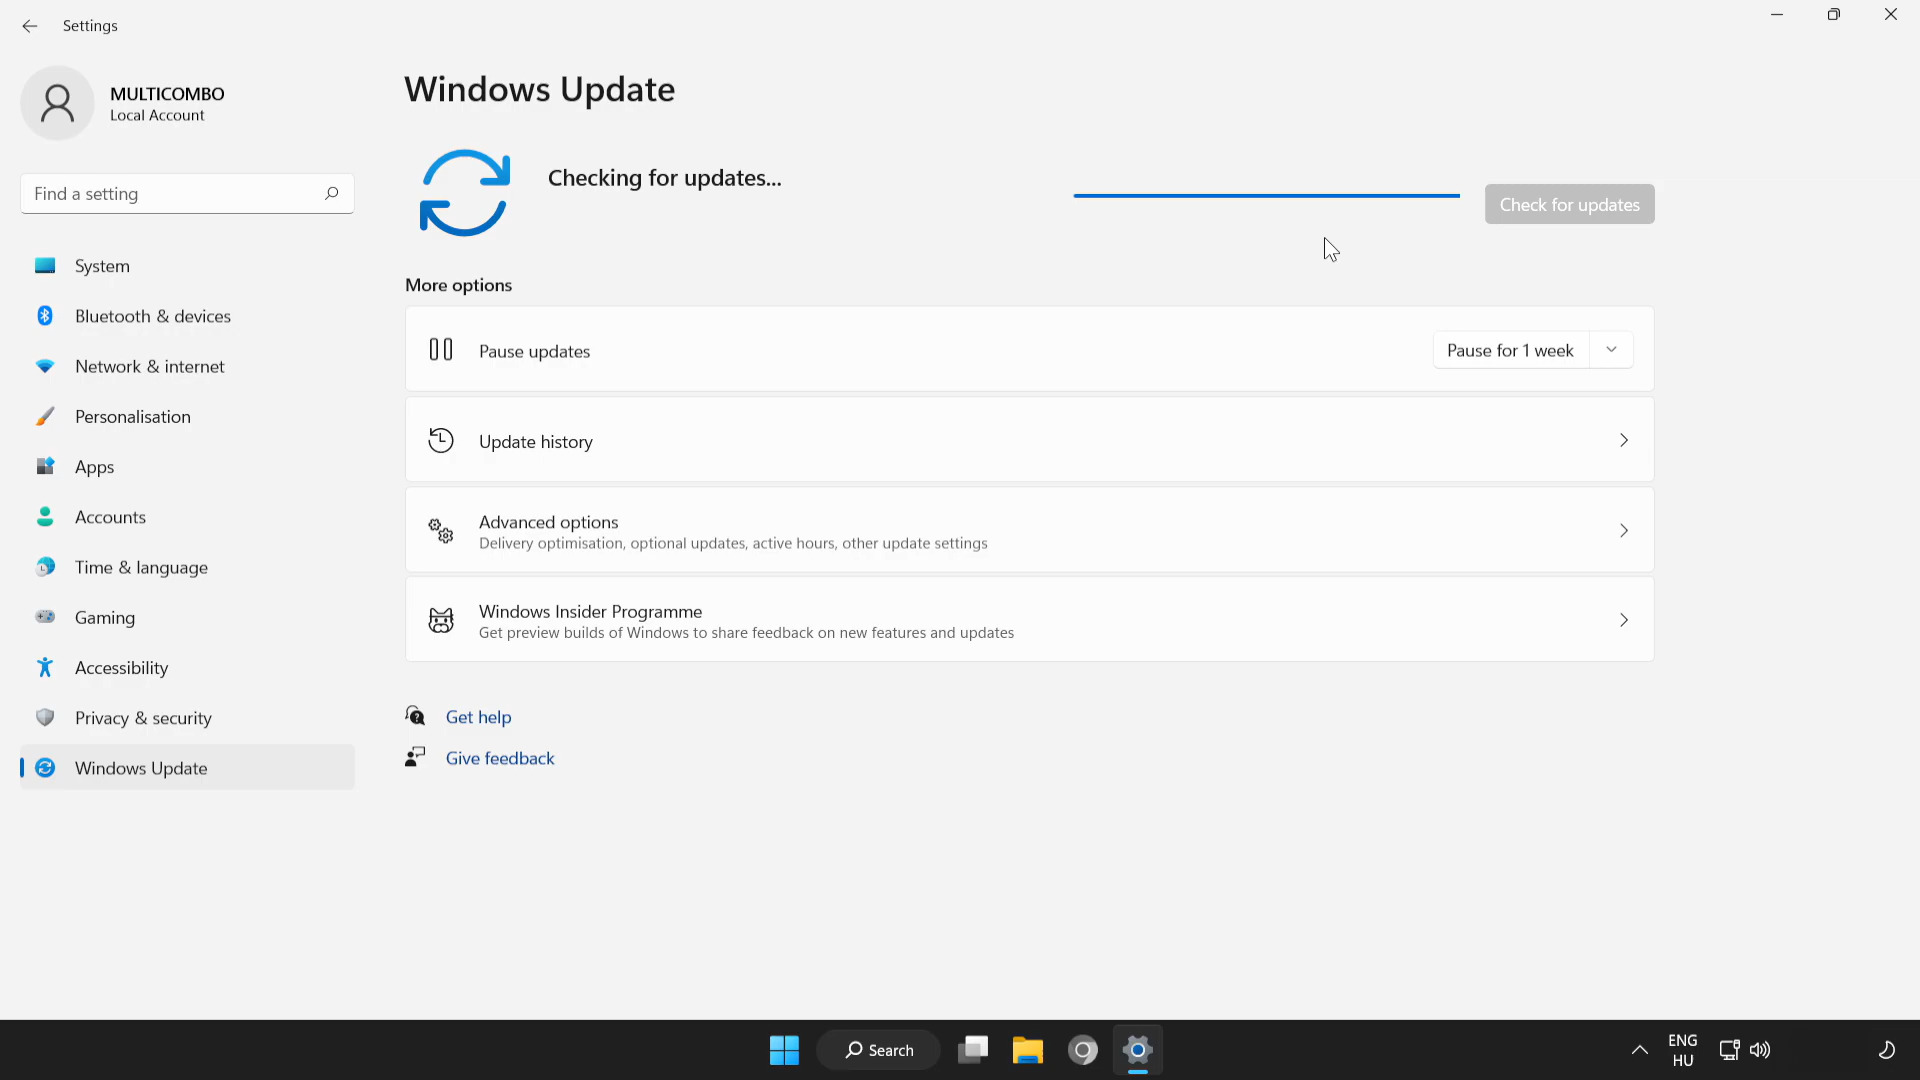 Settings
MULTICOMBO
Local Account
Find a setting
System
Bluetooth & devices
Network & internet
Personalisation
Apps
Accounts
Time & language
Gaming
Accessibility
Privacy & security
Windows Update
Windows Update
Checking for updates...
Check for updates
More options
Pause updates
Pause for 1 week
Update history
Advanced options
Delivery optimisation, optional updates, active hours, other update settings
Windows Insider Programme
Get preview builds of Windows to share feedback on new features and updates
Get help
Give feedback
Search
ENG
HU